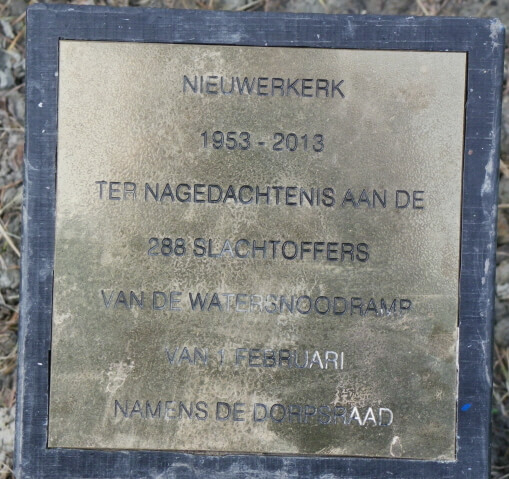 NIEUWERKERK
1953 - 2013
TER NAGEDACHTENIS AAN DE
288 SLACHTOFFERS
VAN DE WATERSNOODRAMP
VAN 1 FEBRUARI
NAMENS DE DORPSRAAD